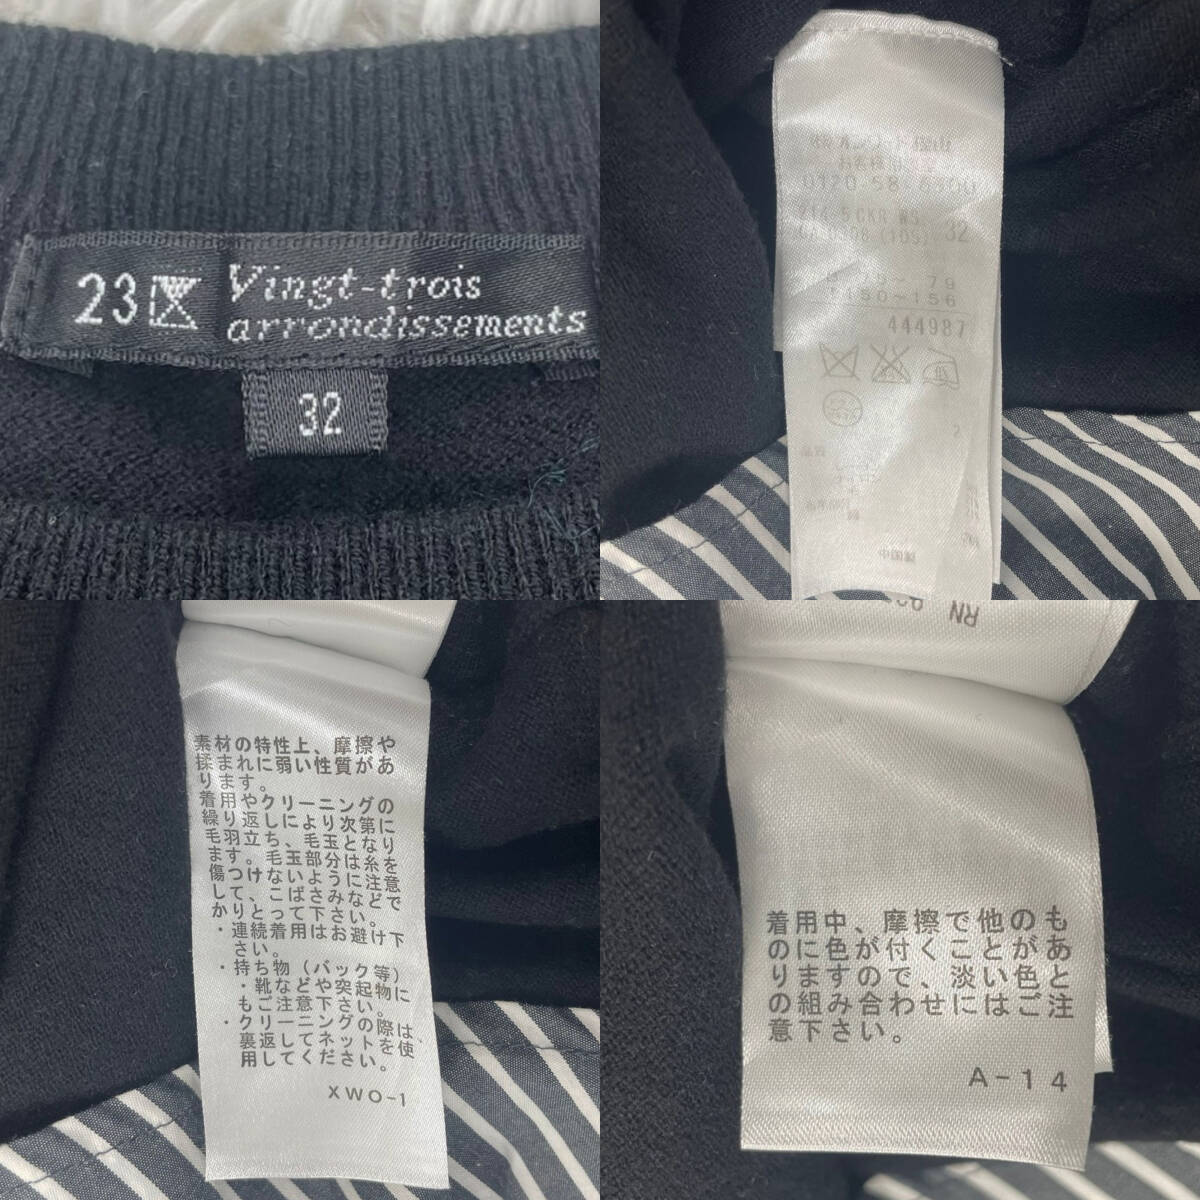 23
Vingt-trois
arrondissements
32
0120-58-6300
32
T150~156
444987
2
RN
素材の特性上、摩擦や
揉まれに弱い性質があ
ります。
着用やクリーニングの
繰り返しにより次第に
毛羽立ち、毛玉となり
ます。毛玉部分は糸を
傷つけないように注意
して、こばさみなどで
かりとって下さい。
・連続着用はお避け下
さい。
・持ち物（バック等）
・靴などや突起物に
もご注意下さい。
・クリーニングの際は、
裏返してネットを使
用してください。
XWO-1
着用中、摩擦で他のも
のに色が付くことがあ
りますので、淡い色と
の組み合わせにはご注
意下さい。
A-14